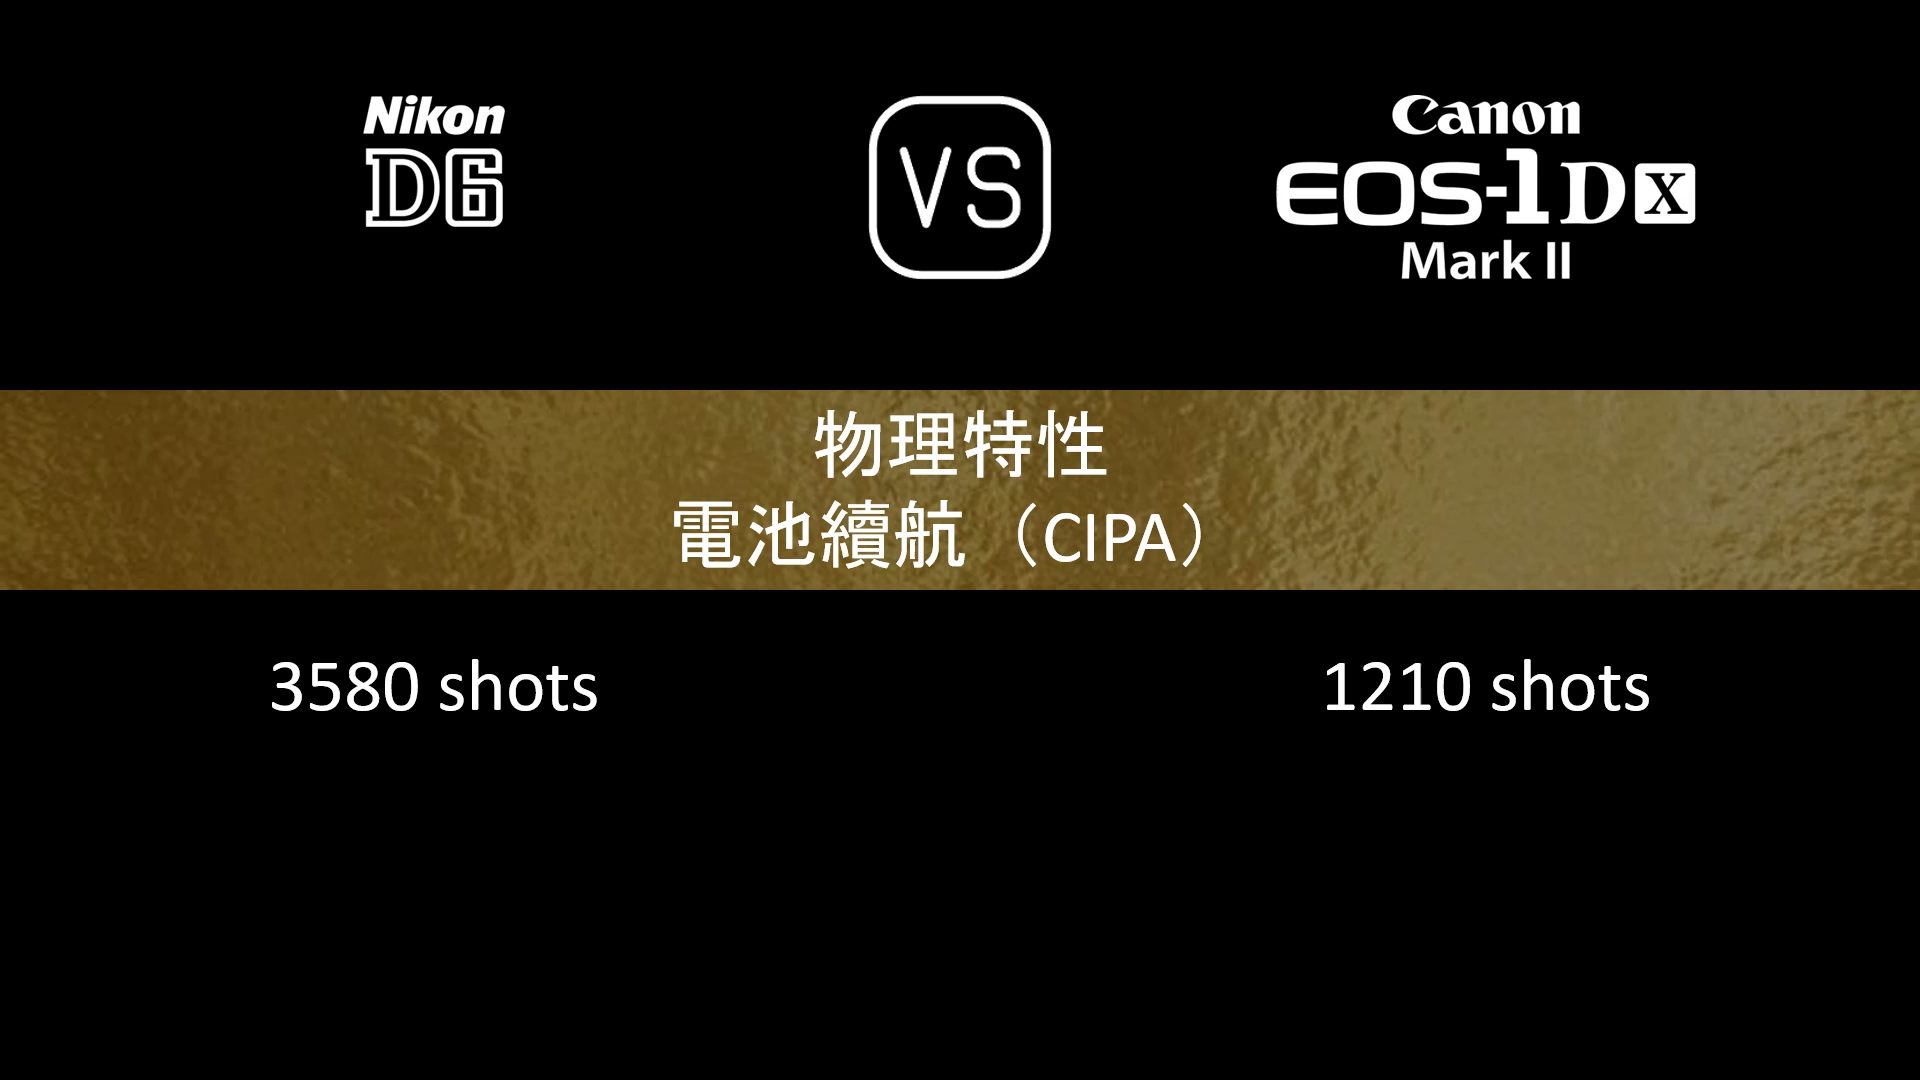 Nikon
D6
VS
Canon
EOS-1DX
Mark II
物理特性
電池續航（CIPA）
3580 shots
1210 shots